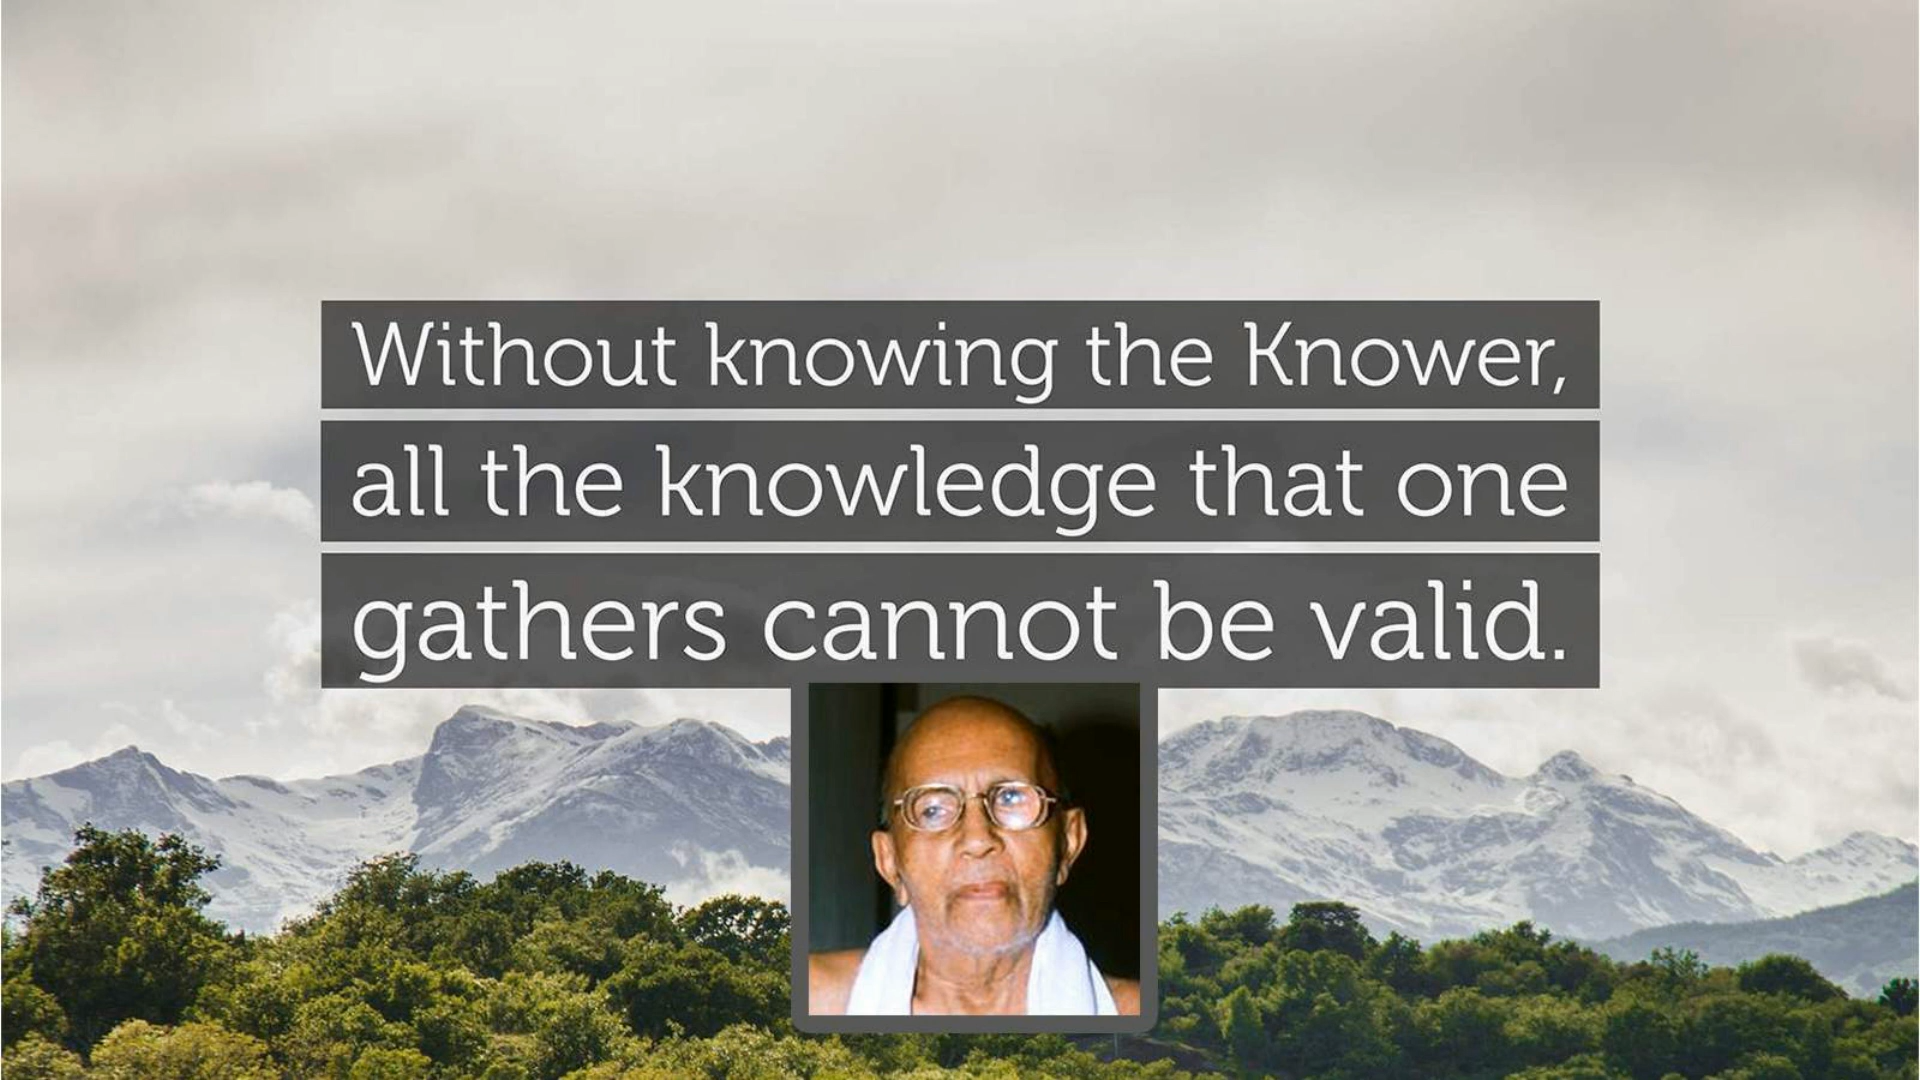 Without knowing the Knower,
all the knowledge that one
gathers cannot be valid.